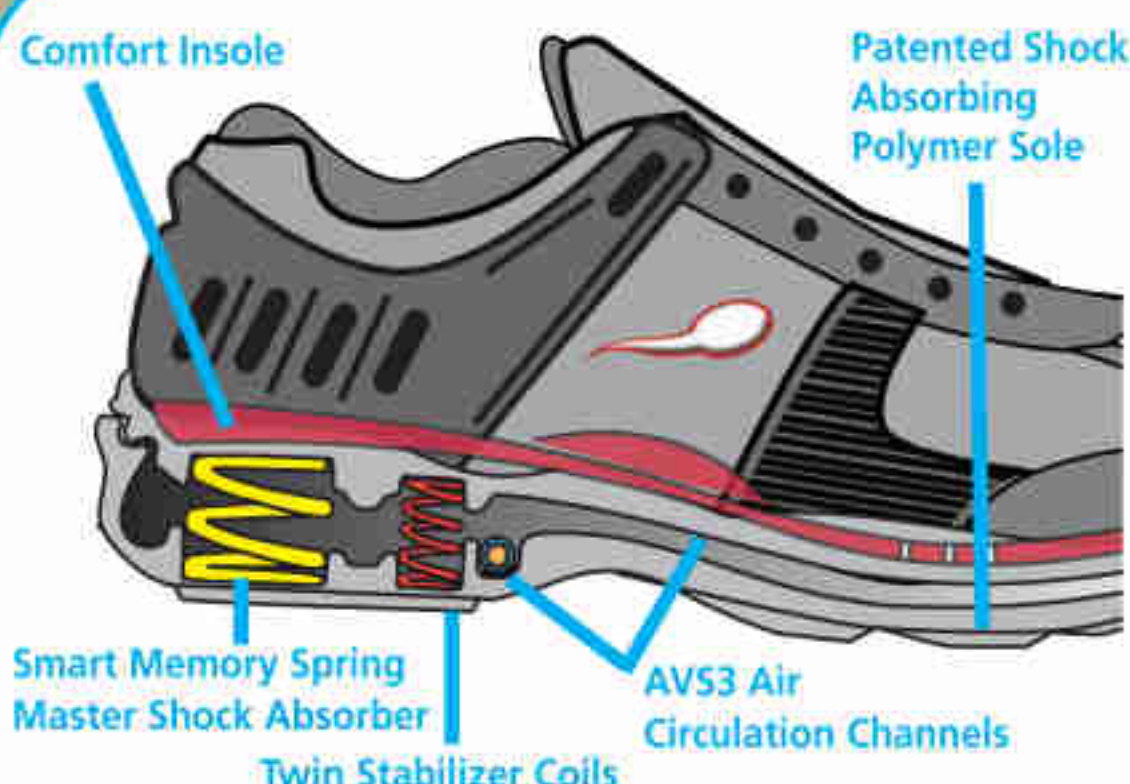 Comfort Insole
Patented Shock
Absorbing
Polymer Sole
Smart Memory Spring
Master Shock Absorber
AVS3 Air
Circulation Channels
Twin Stabilizer Coils